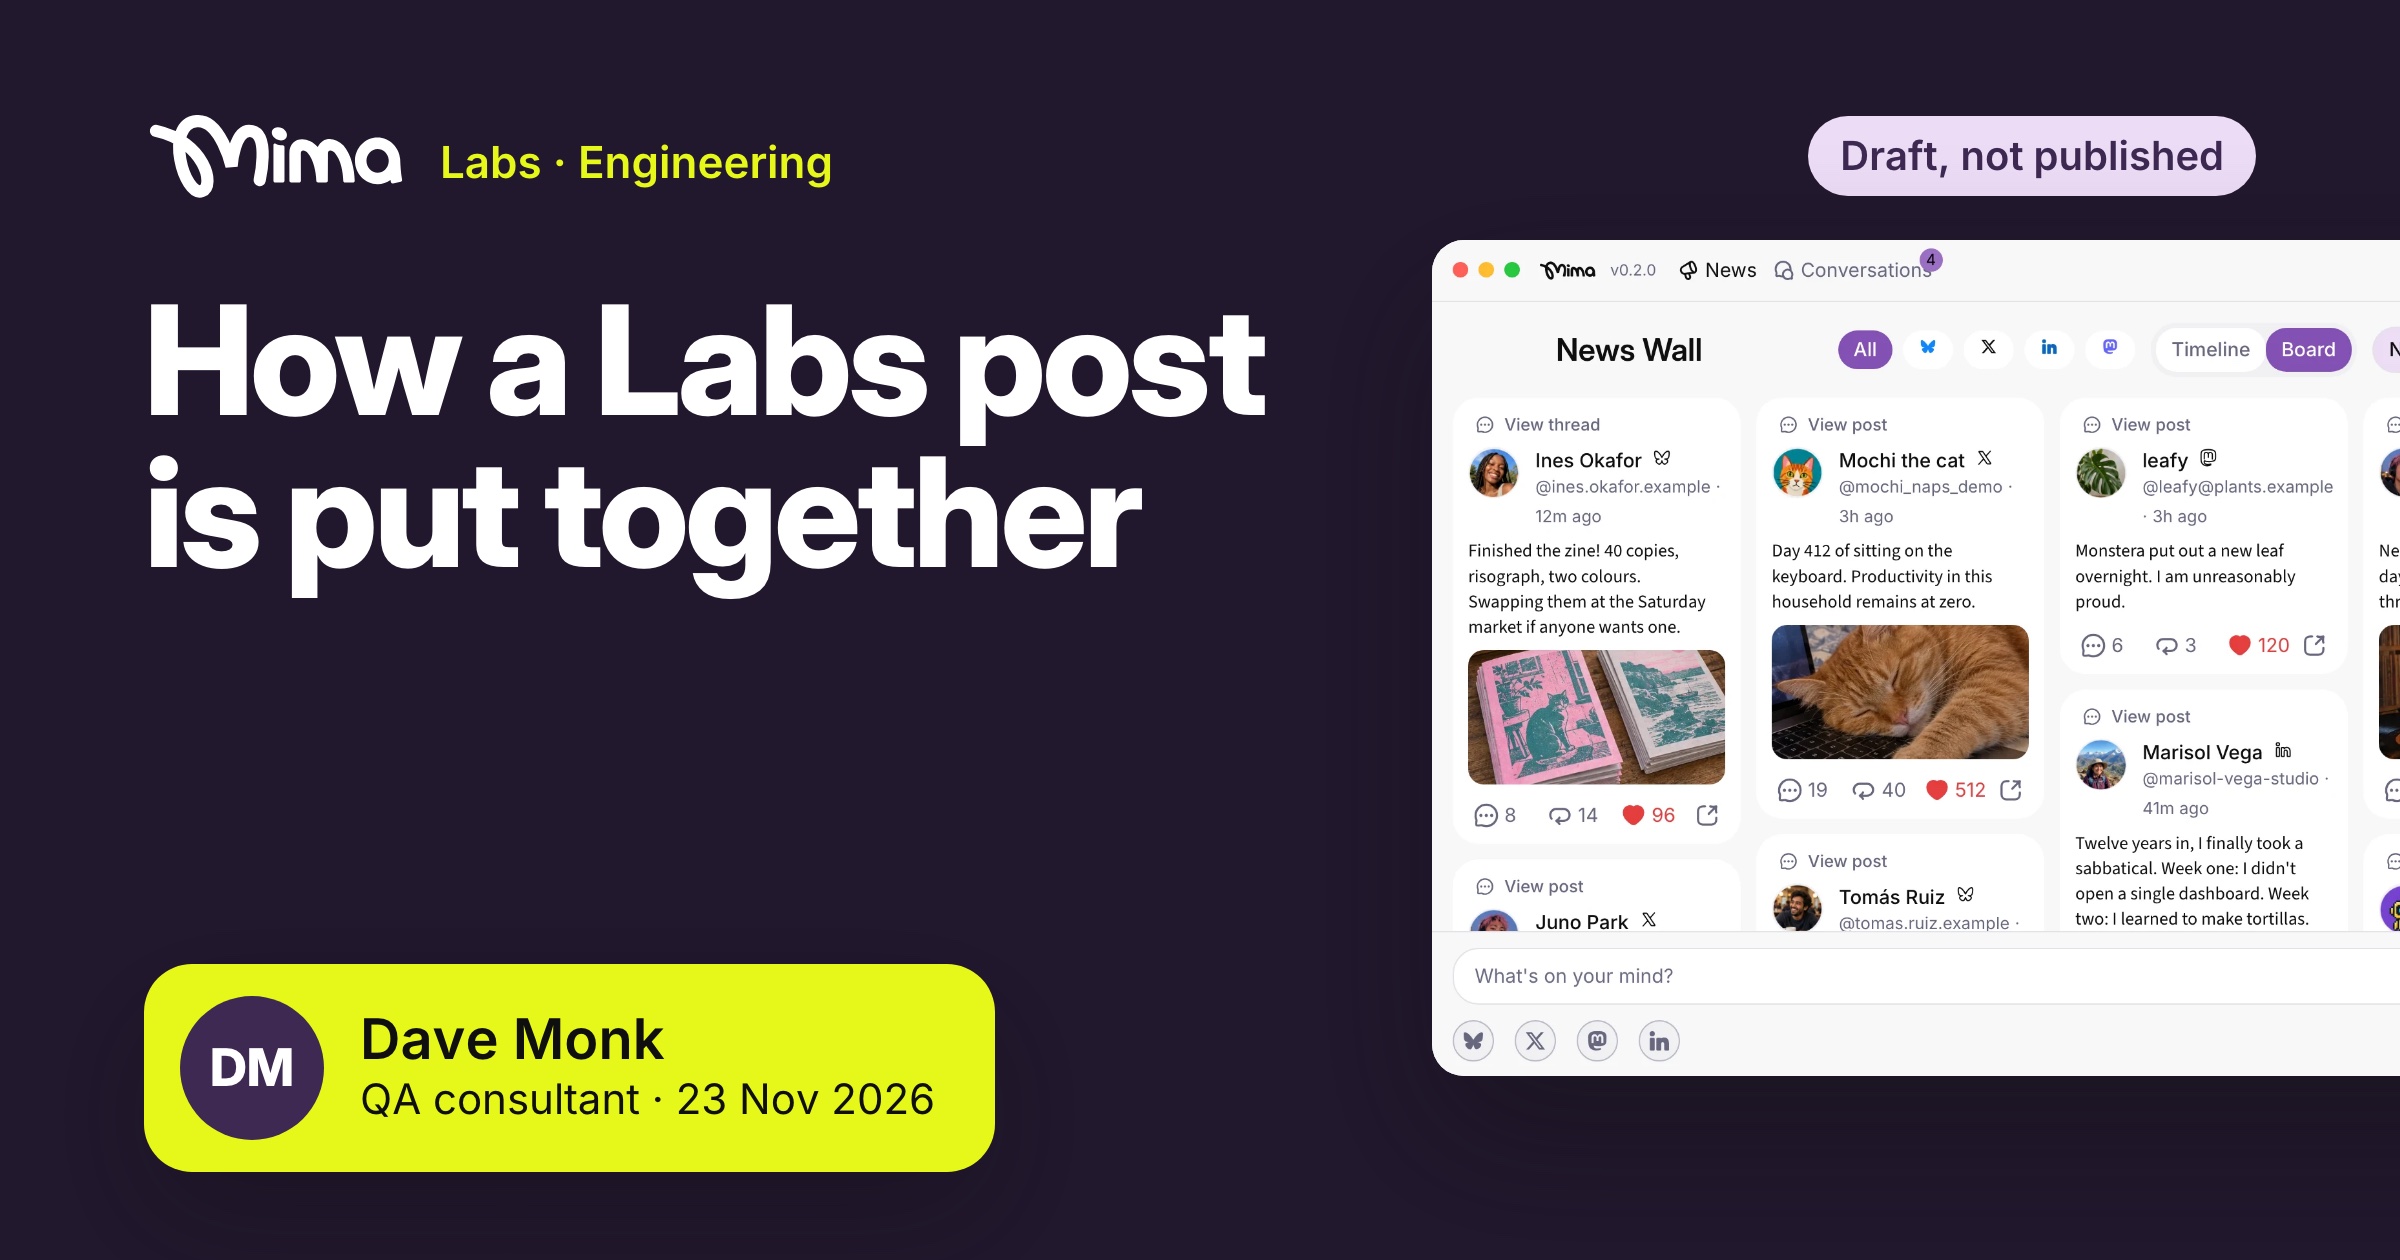 Mima
Labs · Engineering
Draft, not published
How a Labs post
is put together
Dave Monk
QA consultant · 23 Nov 2026
DM
Mima v0.2.0 News Conversations 4
News Wall
All Timeline Board
View thread
Ines Okafor
@ines.okafor.example ·
12m ago
Finished the zine! 40 copies,
risograph, two colours.
Swapping them at the Saturday
market if anyone wants one.
8 14 96
View post
Juno Park
View post
Mochi the cat
@mochi_naps_demo ·
3h ago
Day 412 of sitting on the
keyboard. Productivity in this
household remains at zero.
19 40 512
View post
Tomás Ruiz
@tomas.ruiz.example ·
View post
leafy
@leafy@plants.example
· 3h ago
Monstera put out a new leaf
overnight. I am unreasonably
proud.
6 3 120
View post
Marisol Vega
@marisol-vega-studio ·
41m ago
Twelve years in, I finally took a
sabbatical. Week one: I didn't
open a single dashboard. Week
two: I learned to make tortillas.
What's on your mind?